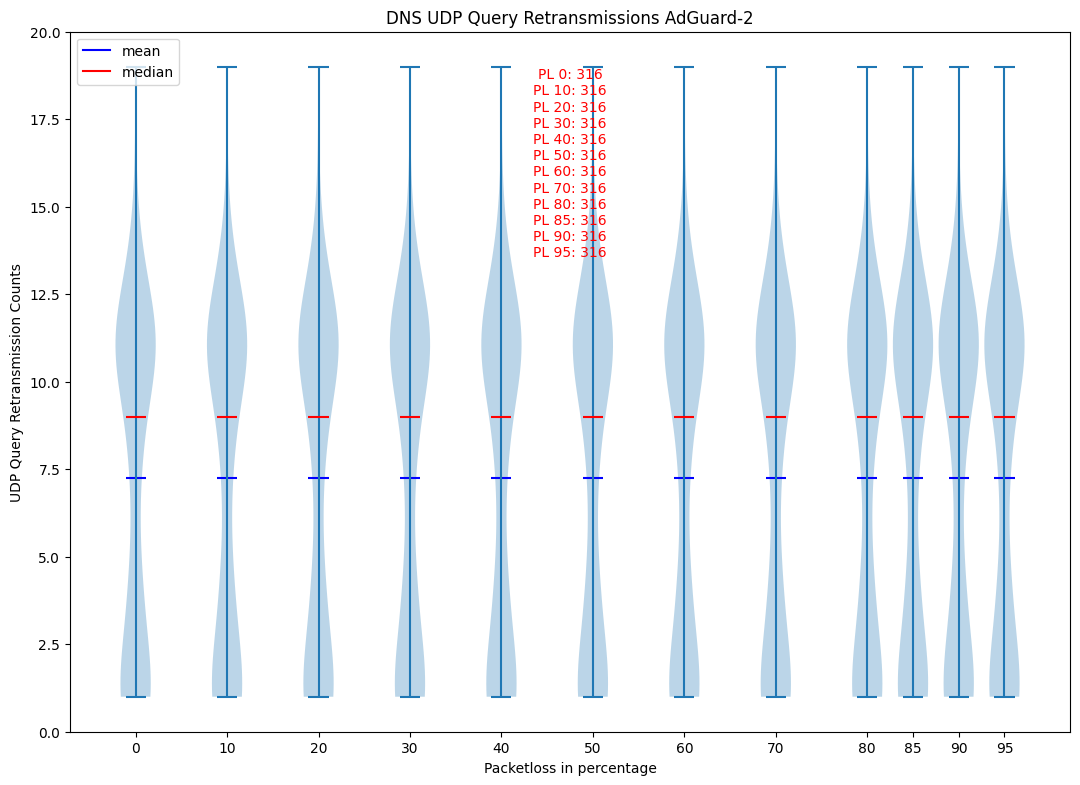 DNS UDP Query Retransmissions AdGuard-2
20.0
17.5
15.0
12.5
10.0
7.5
5.0
2.5
0.0
UDP Query Retransmission Counts
mean
median
PL 0: 316
PL 10: 316
PL 20: 316
PL 30: 316
PL 40: 316
PL 50: 316
PL 60: 316
PL 70: 316
PL 80: 316
PL 85: 316
PL 90: 316
PL 95: 316
0 10 20 30 40 50 60 70 80 85 90 95
Packetloss in percentage